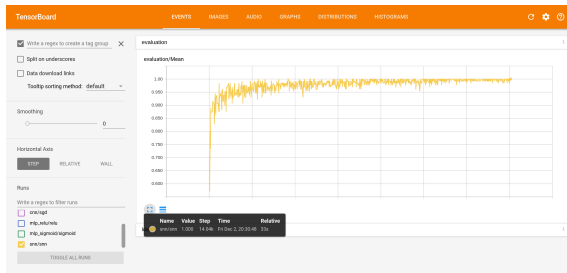 TensorBoard
EVENTS IMAGES AUDIO GRAPHS DISTRIBUTIONS HISTOGRAMS
Write a regex to create a tag group
Split on underscores
Data download links
Tooltip sorting method: default
Smoothing
0
Horizontal Axis
STEP RELATIVE WALL
Runs
Write a regex to filter runs
cnn/sgd
mlp_relu/relu
mlp_sigmoid/sigmoid
snn/snn
TOGGLE ALL RUNS
evaluation
evaluation/Mean
1.00
0.950
0.900
0.850
0.800
0.750
0.700
0.650
0.600
Name Value Step Time Relative
snn/snn 1.000 14.04k Fri Dec 2, 20:30:48 33s